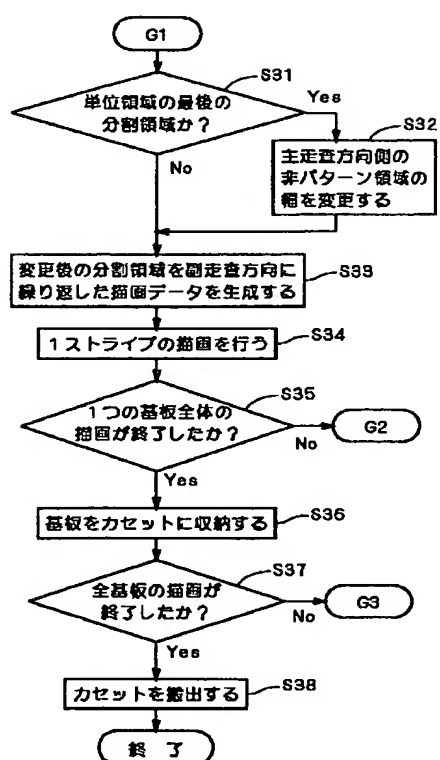 G1
S31
単位領域の最後の
分割領域か？
Yes
S32
No
主走査方向側の
非パターン領域の
幅を変更する
変更後の分割領域を副走査方向に
繰り返した描画データを生成する
S33
1ストライプの描画を行う
S34
S35
1つの基板全体の
描画が終了したか？
No
G2
Yes
基板をカセットに収納する
S36
S37
全基板の描画が
終了したか？
No
G3
Yes
カセットを搬出する
S38
終 了